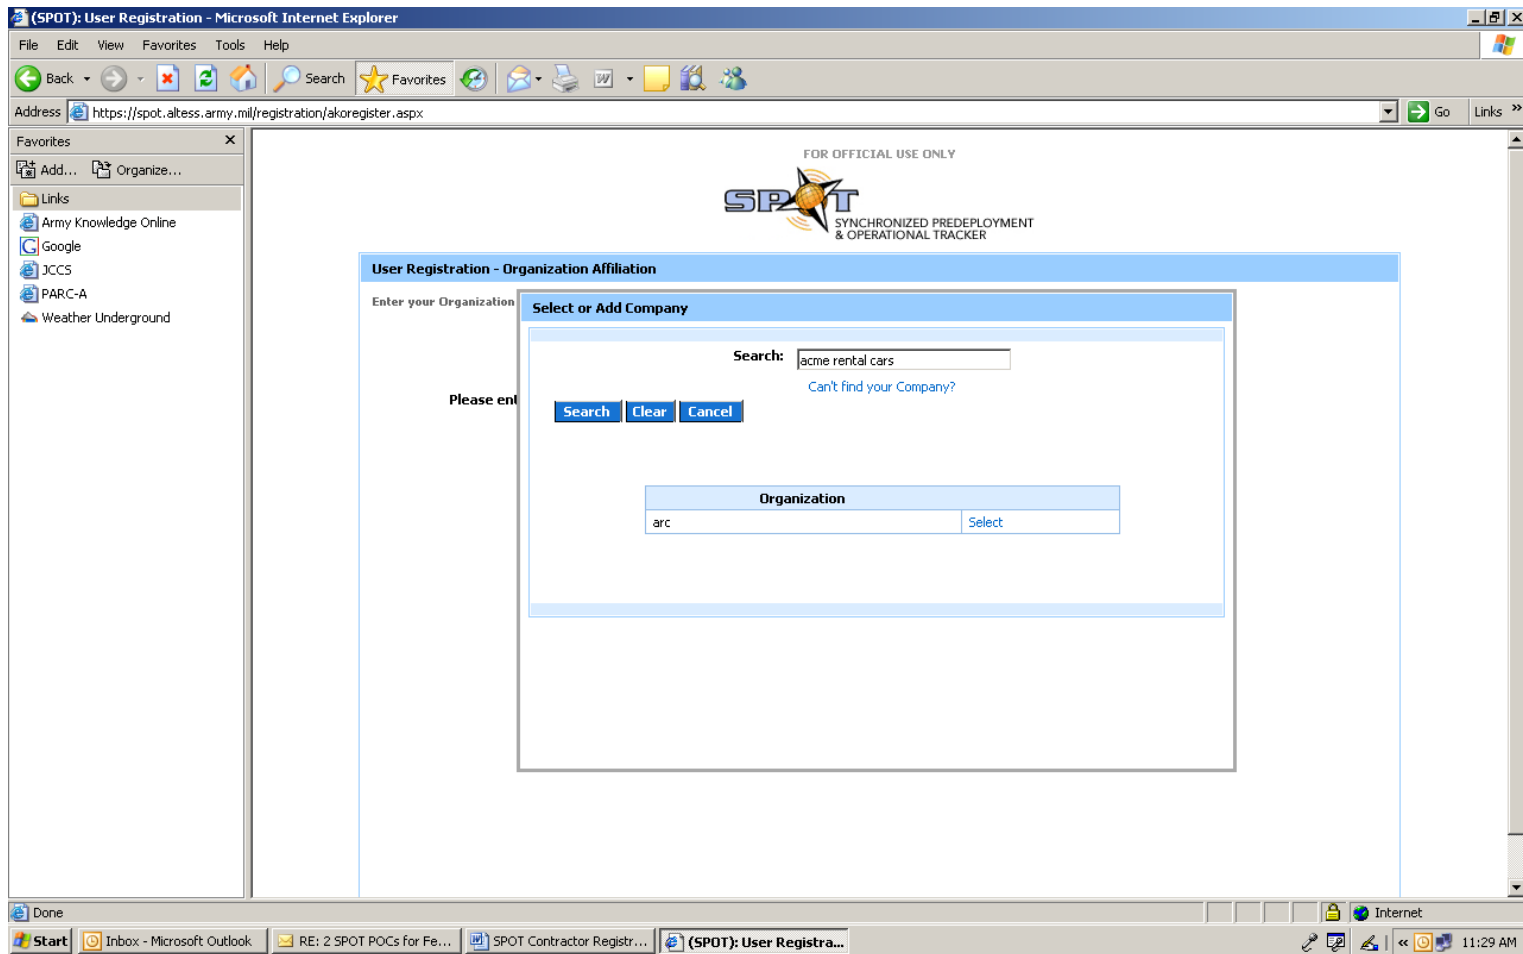 (SPOT): User Registration - Microsoft Internet Explorer
File Edit View Favorites Tools Help
Back Search Favorites
Address https://spot.altess.army.mil/registration/akoregister.aspx Go Links »
Favorites x
Add... Organize...
Links
Army Knowledge Online
Google
JCCS
PARC-A
Weather Underground
FOR OFFICIAL USE ONLY
SPOT
SYNCHRONIZED PREDEPLOYMENT
& OPERATIONAL TRACKER
User Registration - Organization Affiliation
Enter your Organization
Select or Add Company
Search: acme rental cars
Can't find your Company?
Please ent
Search Clear Cancel
Organization
arc Select
Done Internet
Start Inbox - Microsoft Outlook RE: 2 SPOT POCs for Fe... SPOT Contractor Registr... (SPOT): User Registra... « 11:29 AM